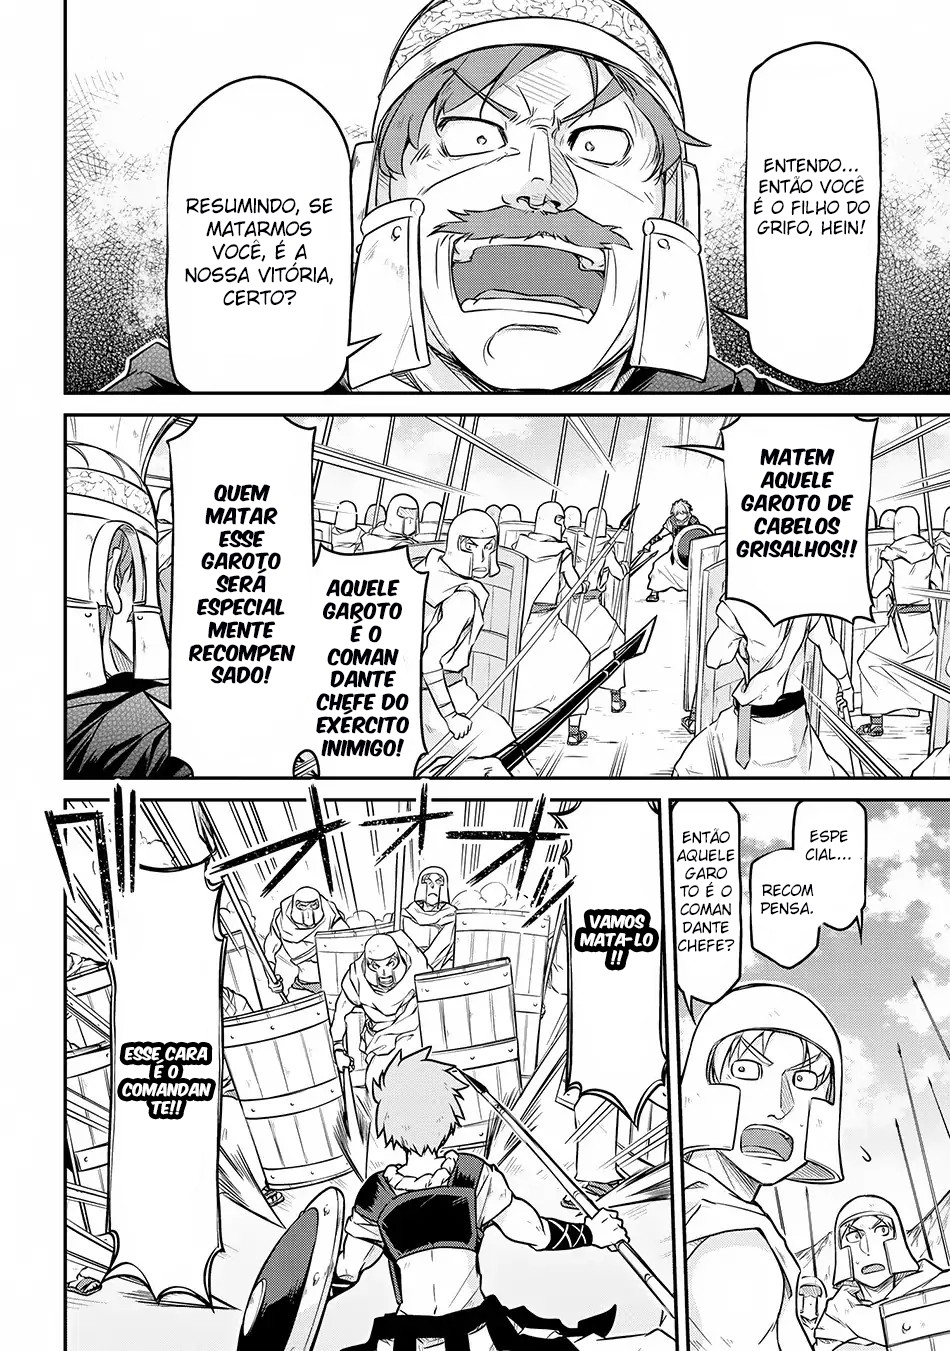 ENTENDO...
ENTÃO VOCÊ
É O FILHO DO
GRIFO, HEIN!
RESUMINDO, SE
MATARMOS
VOCÊ, É A
NOSSA VITÓRIA,
CERTO?
MATEM
AQUELE
GAROTO DE
CABELOS
GRISALHOS!!
AQUELE
GAROTO
É O
COMAN
DANTE
CHEFE DO
EXÉRCITO
INIMIGO!
QUEM
MATAR
ESSE
GAROTO
SERÁ
ESPECIAL
MENTE
RECOMPEN
SADO!
ESPE
CIAL...
RECOM
PENSA.
ENTÃO
AQUELE
GARO
TO É O
COMAN
DANTE
CHEFE?
VAMOS
MATA-LO
!!
ESSE CARA
É O
COMANDAN
TE!!